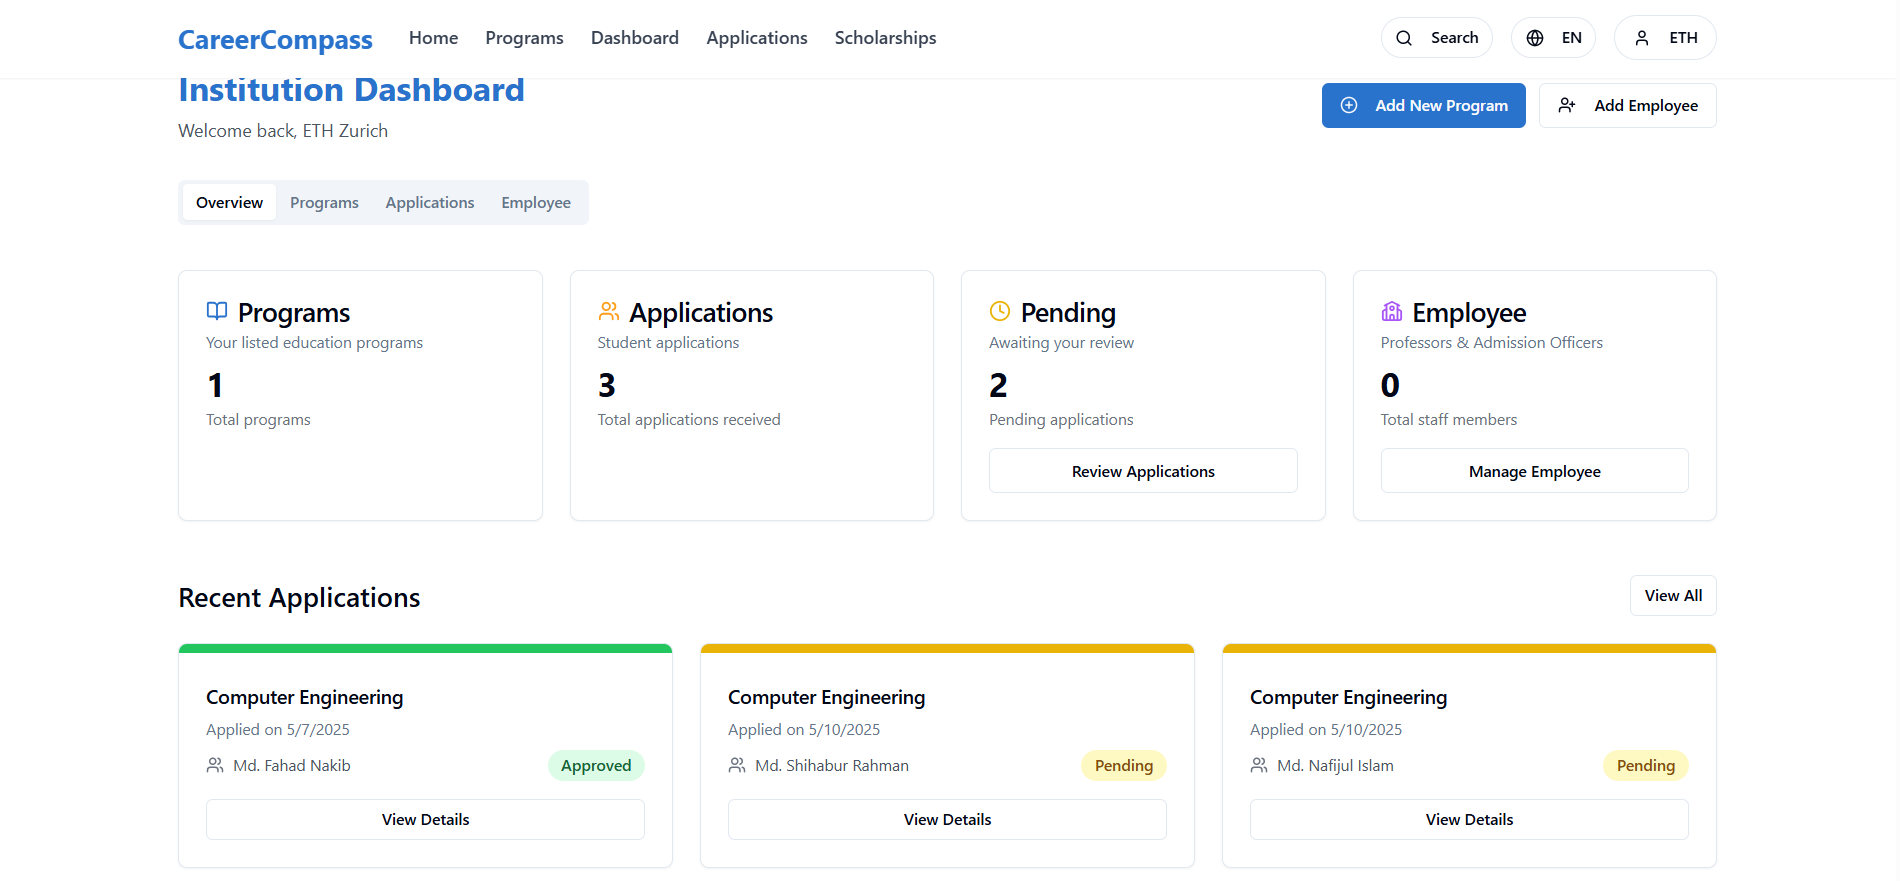 CareerCompass Home Programs Dashboard Applications Scholarships Search EN ETH
Institution Dashboard
Welcome back, ETH Zurich
Add New Program Add Employee
Overview Programs Applications Employee
Programs
Your listed education programs
1
Total programs
Applications
Student applications
3
Total applications received
Pending
Awaiting your review
2
Pending applications
Review Applications
Employee
Professors & Admission Officers
0
Total staff members
Manage Employee
Recent Applications View All
Computer Engineering
Applied on 5/7/2025
Md. Fahad Nakib Approved
View Details
Computer Engineering
Applied on 5/10/2025
Md. Shihabur Rahman Pending
View Details
Computer Engineering
Applied on 5/10/2025
Md. Nafijul Islam Pending
View Details